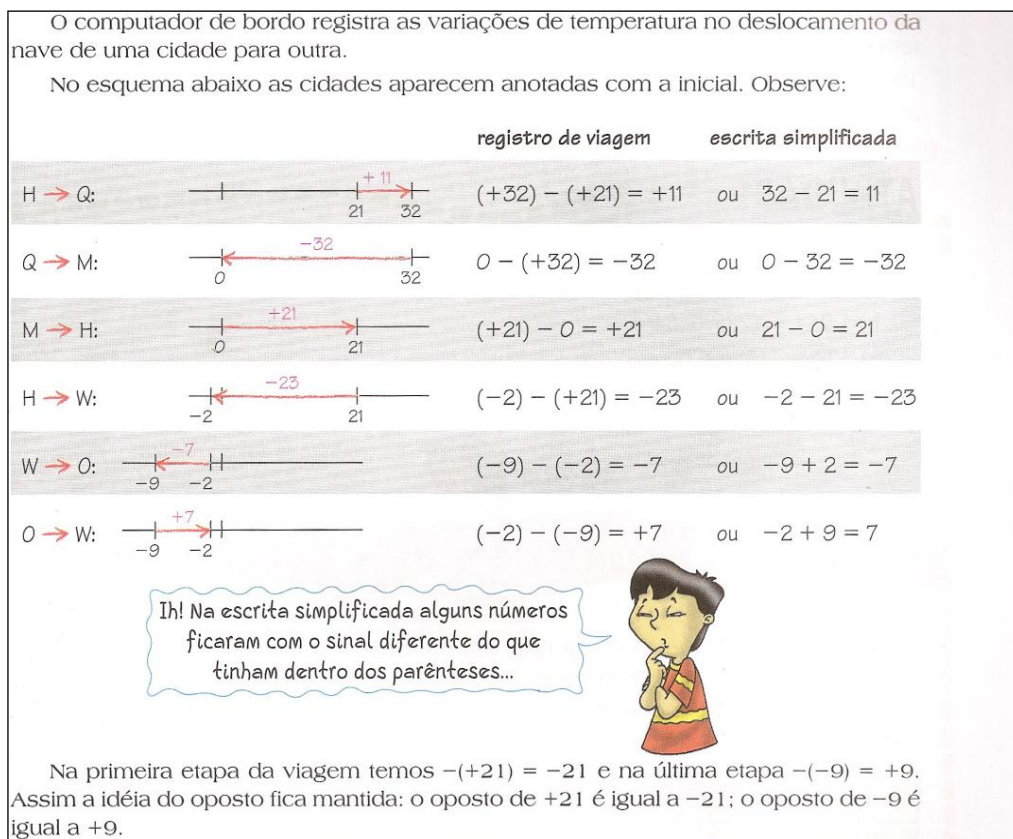 O computador de bordo registra as variações de temperatura no deslocamento da
nave de uma cidade para outra.
No esquema abaixo as cidades aparecem anotadas com a inicial. Observe:
registro de viagem escrita simplificada
H → Q: +11 21 32 (+32) − (+21) = +11 ou 32 − 21 = 11
Q → M: −32 0 32 0 − (+32) = −32 ou 0 − 32 = −32
M → H: +21 0 21 (+21) − 0 = +21 ou 21 − 0 = 21
H → W: −23 −2 21 (−2) − (+21) = −23 ou −2 − 21 = −23
W → O: −7 −9 −2 (−9) − (−2) = −7 ou −9 + 2 = −7
O → W: +7 −9 −2 (−2) − (−9) = +7 ou −2 + 9 = 7
Ih! Na escrita simplificada alguns números
ficaram com o sinal diferente do que
tinham dentro dos parênteses...
Na primeira etapa da viagem temos −(+21) = −21 e na última etapa −(−9) = +9.
Assim a idéia do oposto fica mantida: o oposto de +21 é igual a −21; o oposto de −9 é
igual a +9.